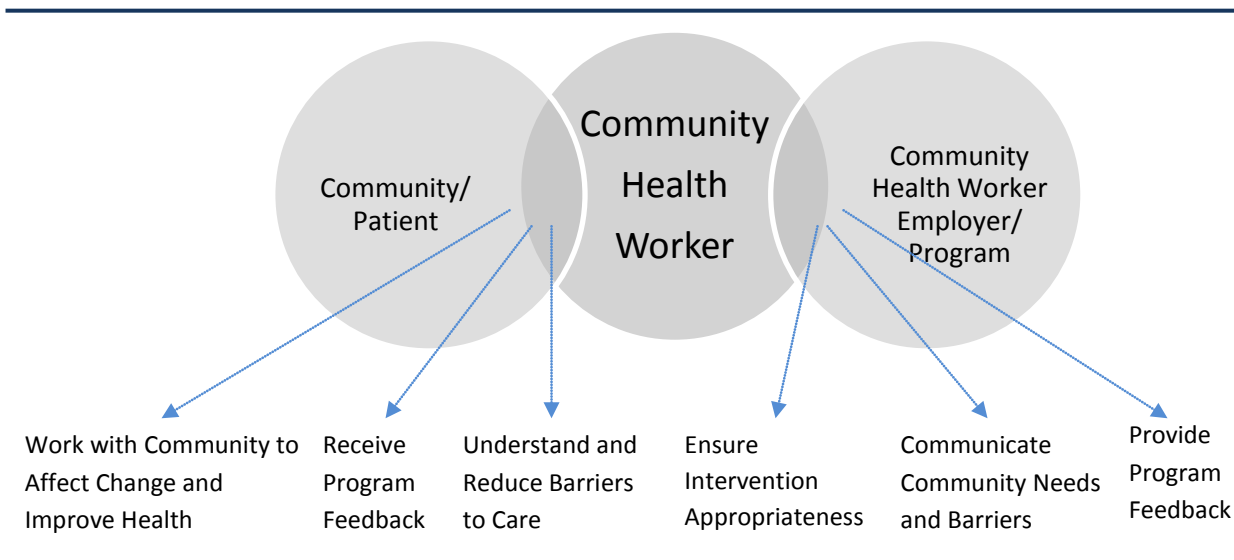 Community/
Patient
Community
Health
Worker
Community
Health Worker
Employer/
Program
Work with Community to
Affect Change and
Improve Health
Receive
Program
Feedback
Understand and
Reduce Barriers
to Care
Ensure
Intervention
Appropriateness
Communicate
Community Needs
and Barriers
Provide
Program
Feedback